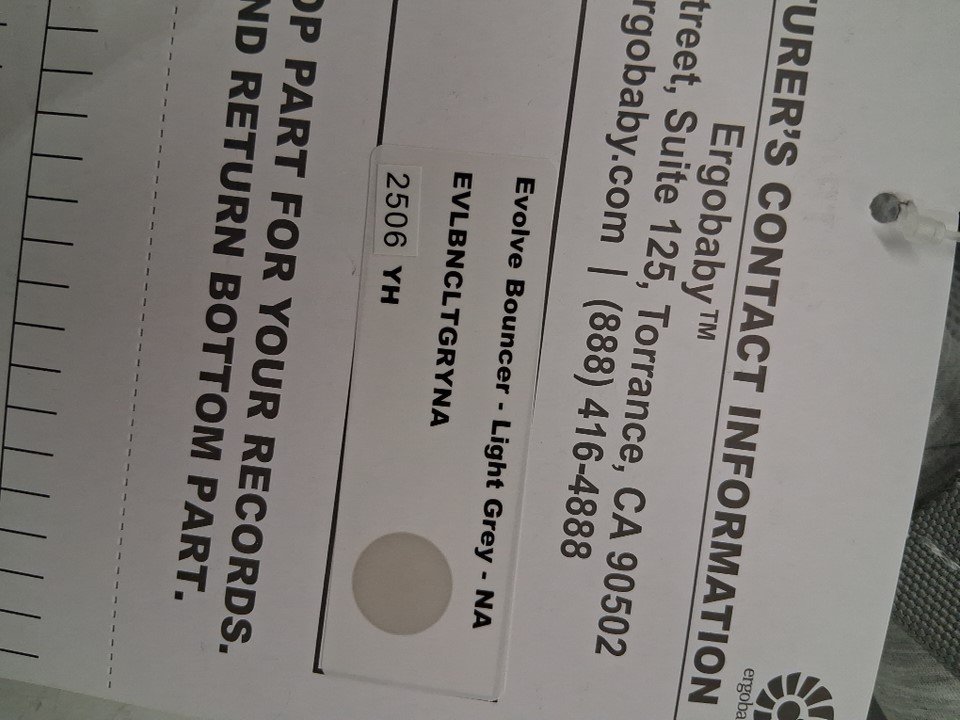 URER'S CONTACT INFORMATION
Ergobaby™
treet, Suite 125, Torrance, CA 90502
rgobaby.com | (888) 416-4888
Evolve Bouncer - Light Grey - NA
EVLBNCLTGRYNA
2506 YH
OP PART FOR YOUR RECORDS.
ND RETURN BOTTOM PART.
ergoba